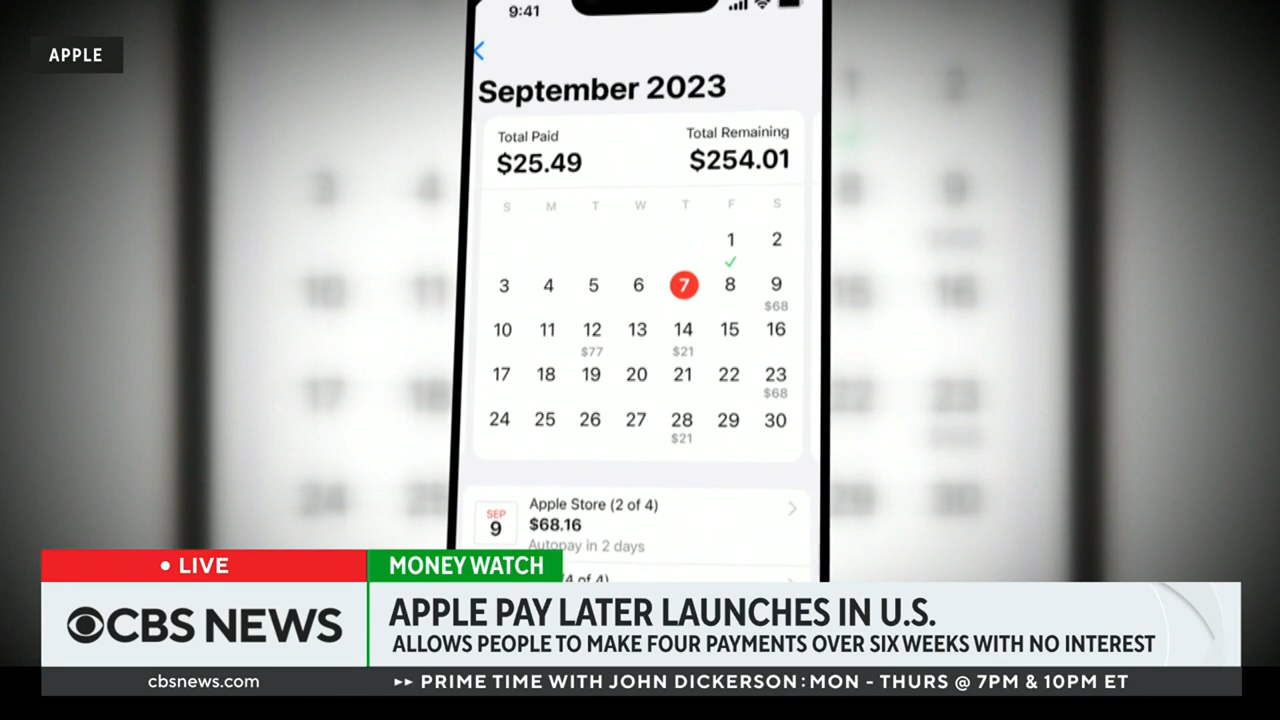 APPLE
9:41
September 2023
Total Paid Total Remaining
$25.49 $254.01
S M T W T F S
1 2
3 4 5 6 7 8 9
$68
10 11 12 13 14 15 16
$77 $21
17 18 19 20 21 22 23
$68
24 25 26 27 28 29 30
$21
SEP
9
Apple Store (2 of 4)
$68.16
Autopay in 2 days
(4 of 4)
• LIVE
MONEY WATCH
CBS NEWS
APPLE PAY LATER LAUNCHES IN U.S.
ALLOWS PEOPLE TO MAKE FOUR PAYMENTS OVER SIX WEEKS WITH NO INTEREST
cbsnews.com
PRIME TIME WITH JOHN DICKERSON: MON - THURS @ 7PM & 10PM ET